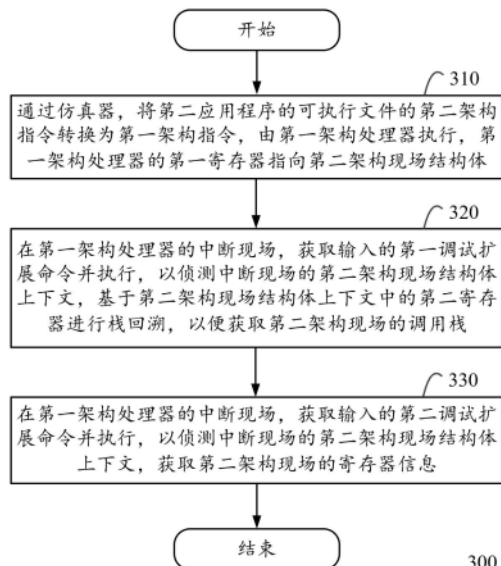 开始
310
通过仿真器，将第二应用程序的可执行文件的第二架构
指令转换为第一架构指令，由第一架构处理器执行，第
一架构处理器的第一寄存器指向第二架构现场结构体
320
在第一架构处理器的中断现场，获取输入的第一调试扩
展命令并执行，以侦测中断现场的第二架构现场结构体
上下文，基于第二架构现场结构体上下文中的第二寄存
器进行栈回溯，以便获取第二架构现场的调用栈
330
在第一架构处理器的中断现场，获取输入的第二调试扩
展命令并执行，以侦测中断现场的第二架构现场结构体
上下文，获取第二架构现场的寄存器信息
结束
300